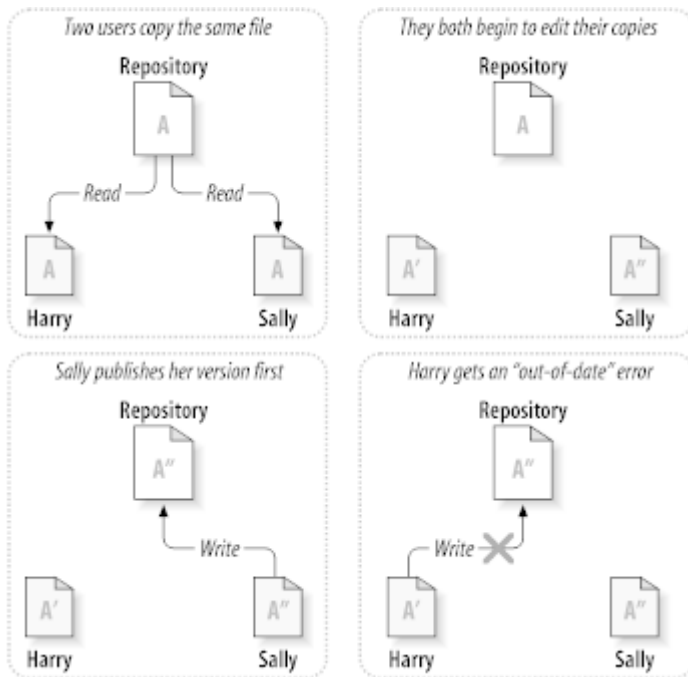 Two users copy the same file
Repository
A
Read
Read
A
A
Harry
Sally
They both begin to edit their copies
Repository
A
A'
A"
Harry
Sally
Sally publishes her version first
Repository
A"
Write
A'
A"
Harry
Sally
Harry gets an “out-of-date” error
Repository
A"
Write
A'
A"
Harry
Sally